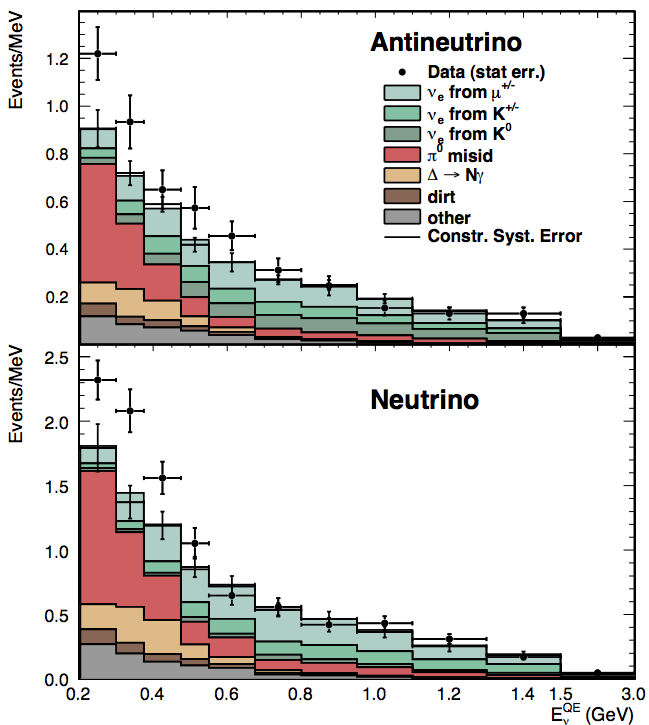 Events/MeV
Antineutrino
Data (stat err.)
νe from μ+/-
νe from K+/-
νe from K0
π0 misid
Δ → Nγ
dirt
other
Constr. Syst. Error
1.2
1.0
0.8
0.6
0.4
0.2
Events/MeV
Neutrino
2.5
2.0
1.5
1.0
0.5
0.0
0.2 0.4 0.6 0.8 1.0 1.2 1.4 1.5 3.0
EνQE (GeV)